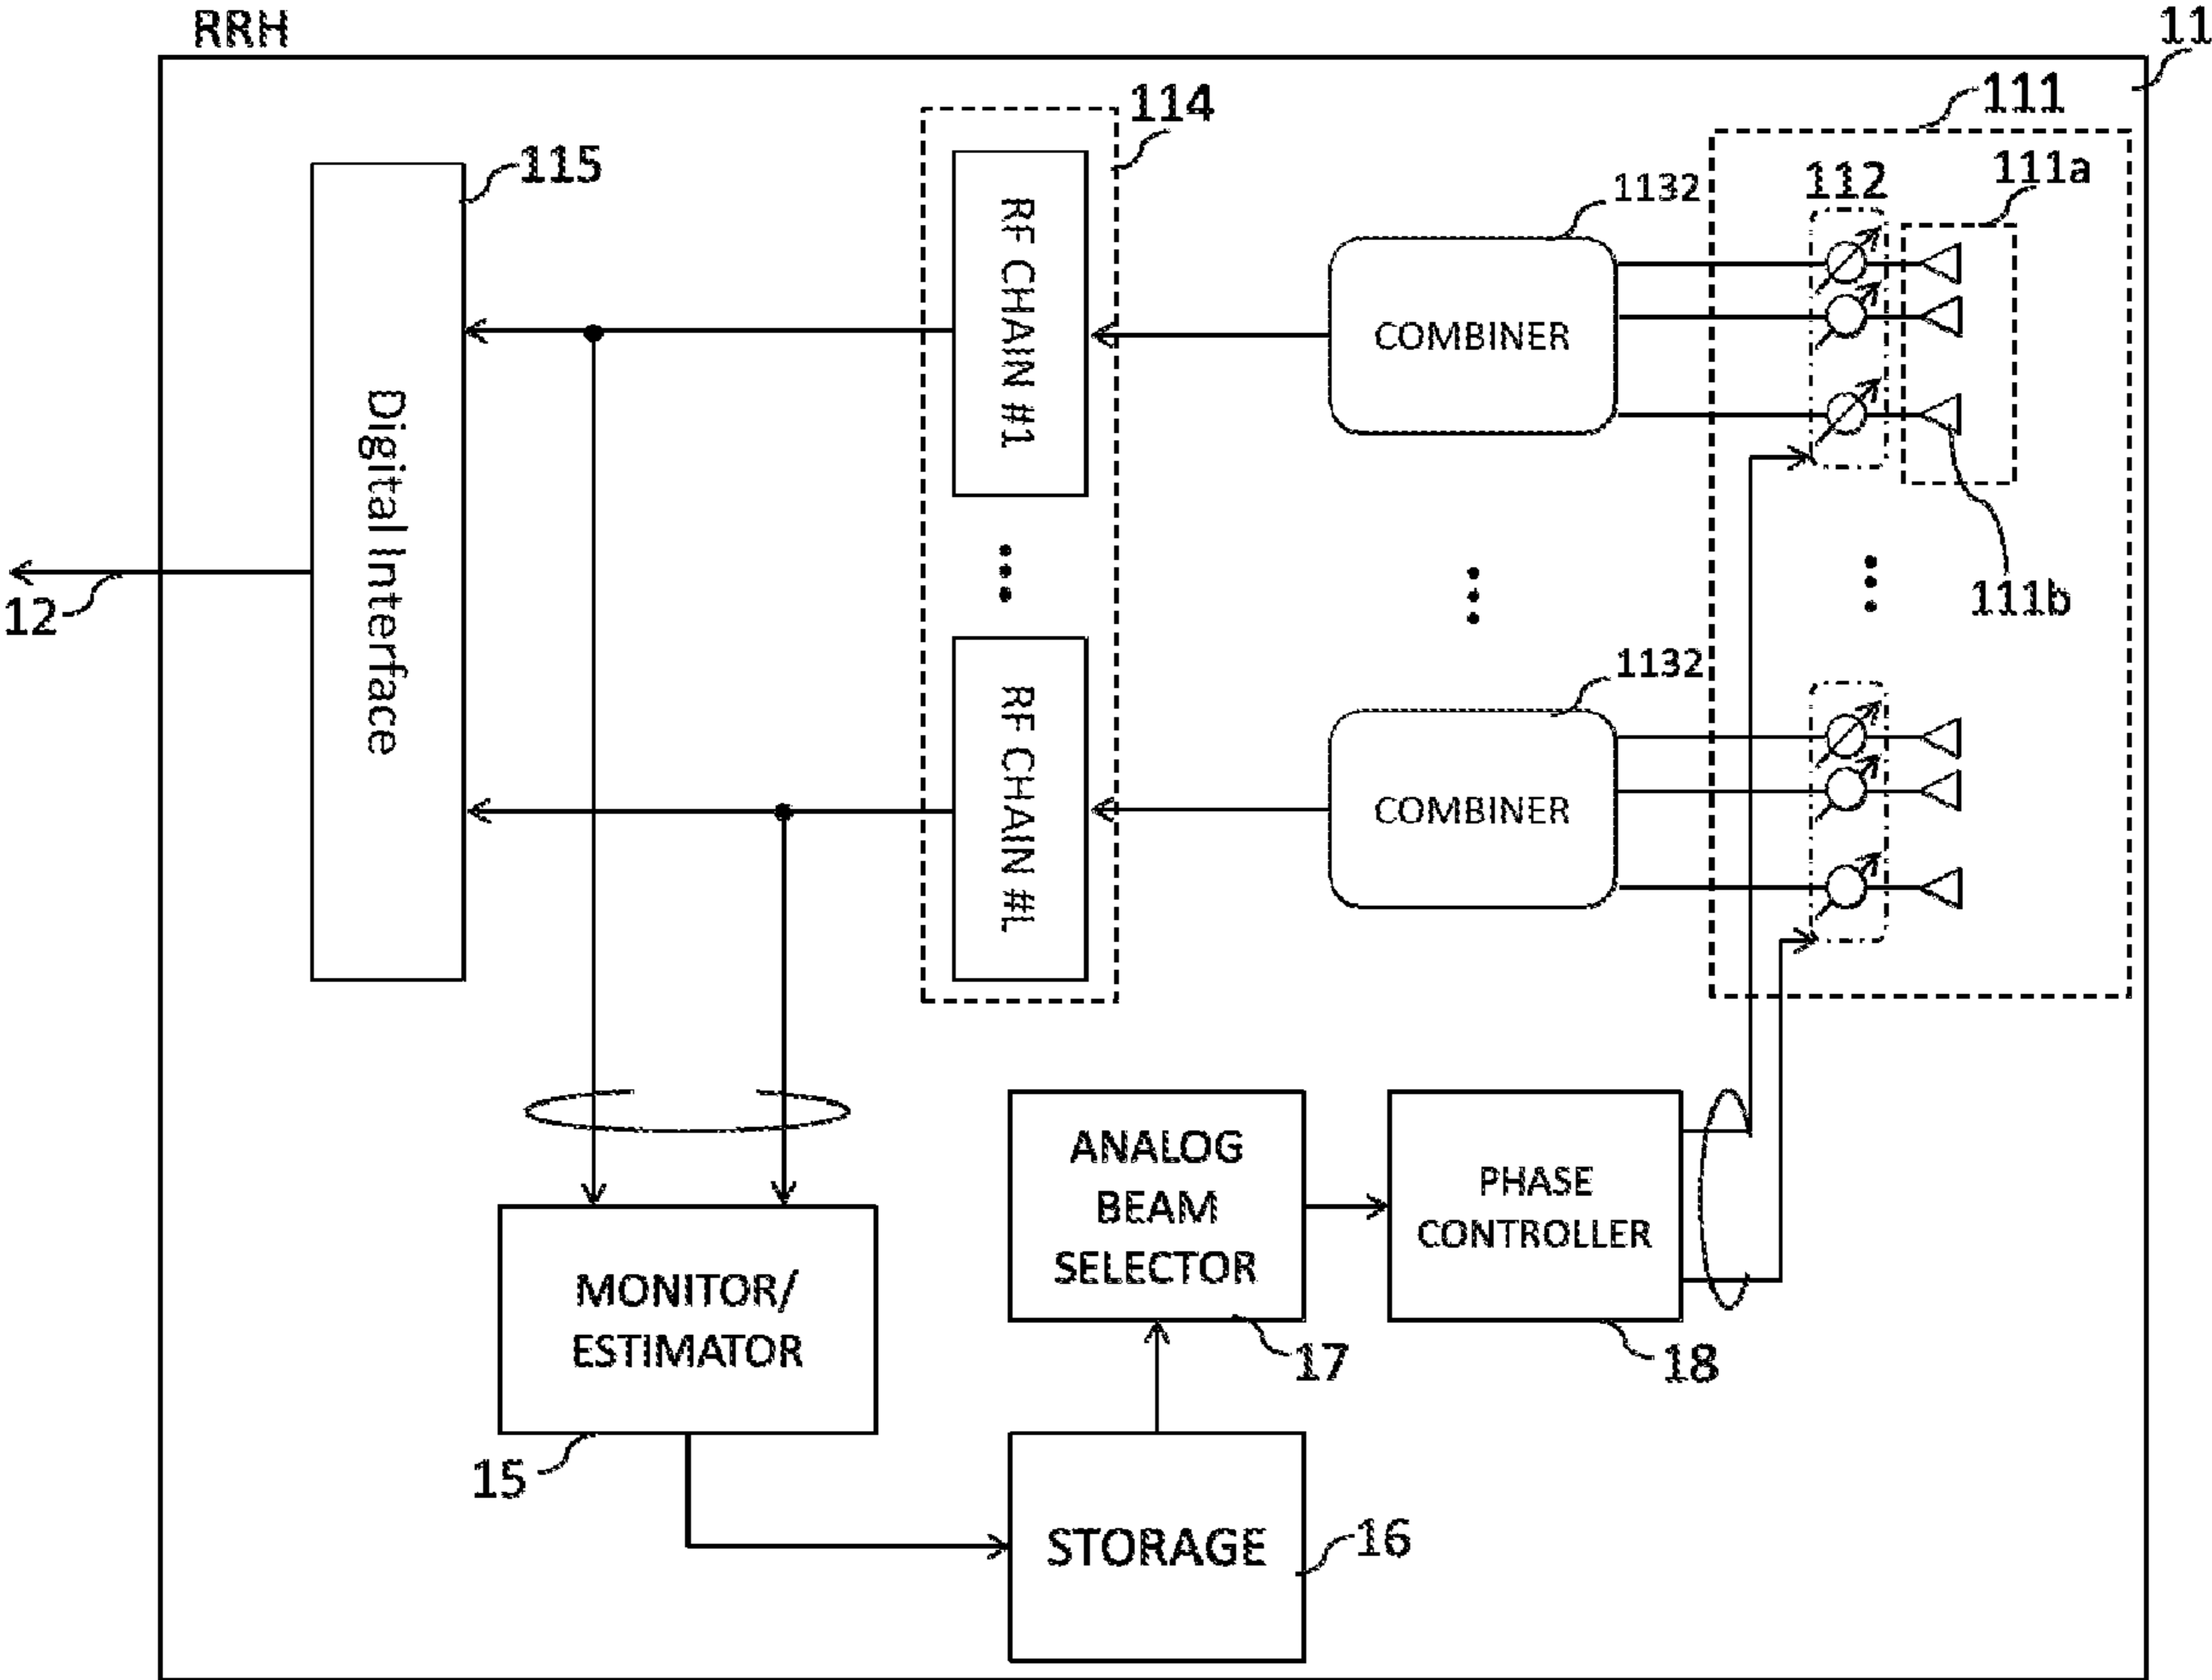 RRH
11
111
114
115
112
111a
1132
RF CHAIN #1
COMBINER
Digital Interface
111b
12
1132
RF CHAIN #L
COMBINER
ANALOG
BEAM
SELECTOR
PHASE
CONTROLLER
MONITOR/
ESTIMATOR
17
18
15
STORAGE
16